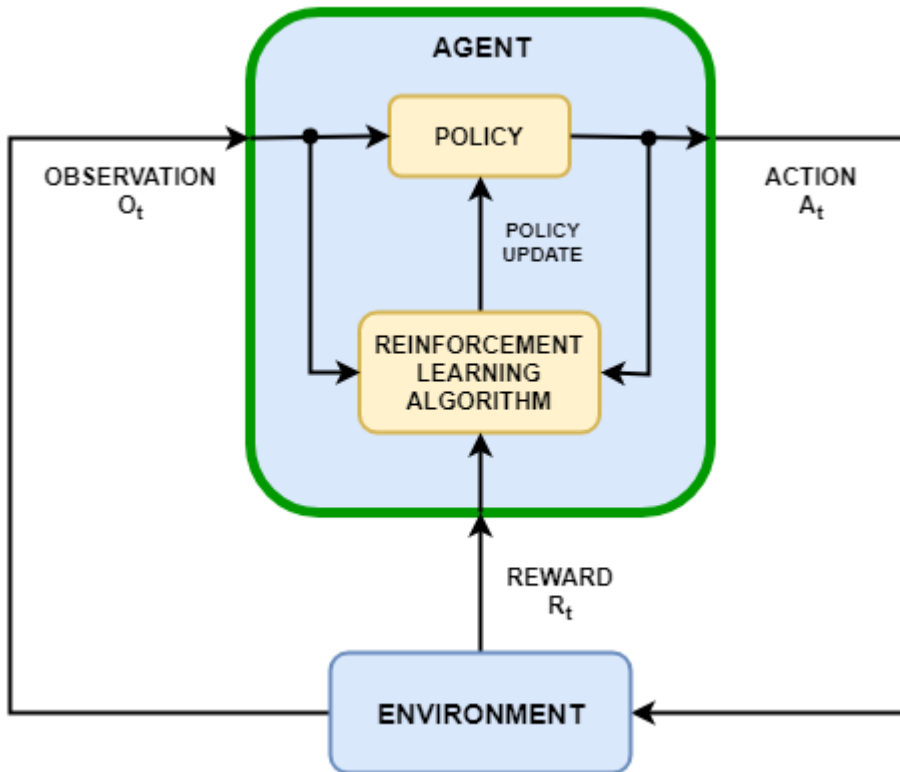 AGENT
POLICY
OBSERVATION
Oₜ
ACTION
Aₜ
POLICY
UPDATE
REINFORCEMENT
LEARNING
ALGORITHM
REWARD
Rₜ
ENVIRONMENT